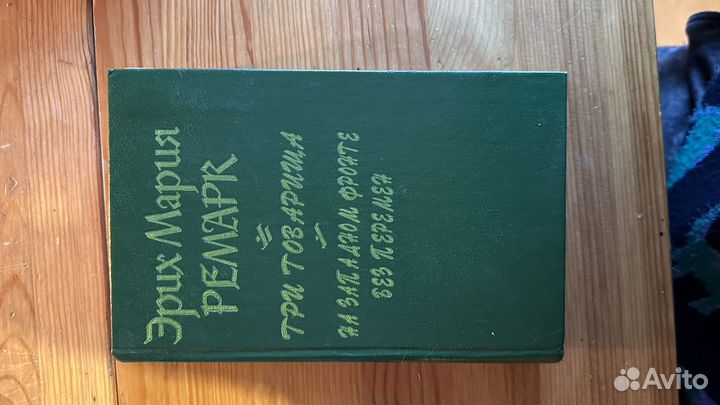 Эрих Мария
РЕМАРК
ТРИ ТОВАРИЩА
НА ЗАПАДНОМ ФРОНТЕ
БЕЗ ПЕРЕМЕН
Avito